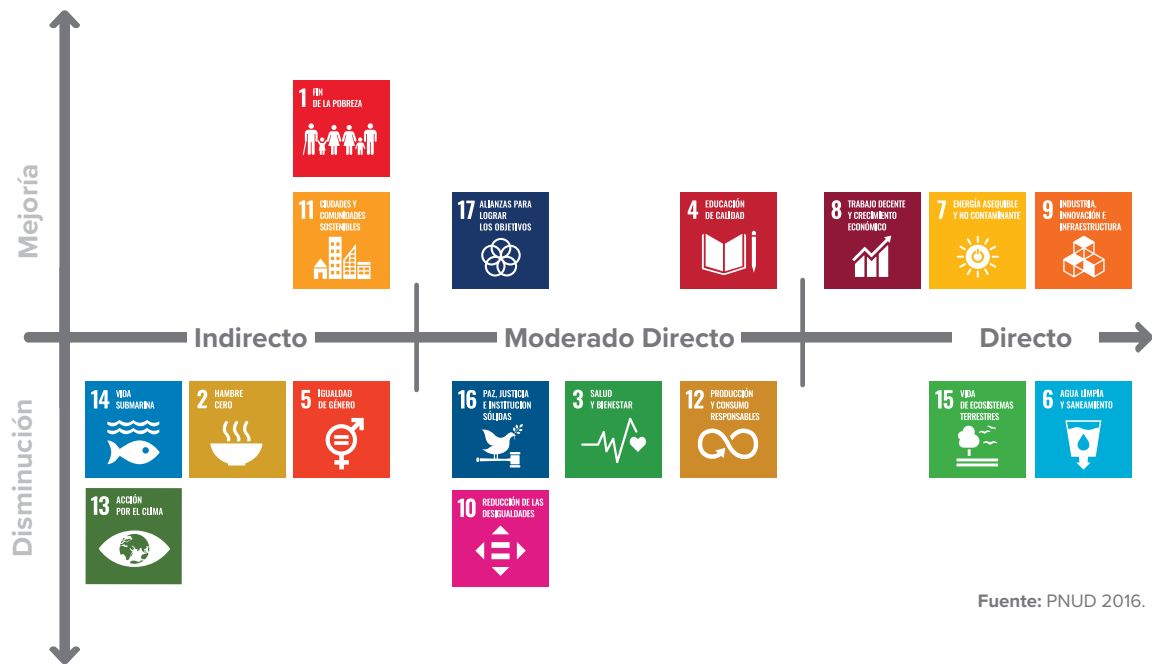 Mejoría
1 FIN
DE LA POBREZA
11 CIUDADES Y
COMUNIDADES
SOSTENIBLES
17 ALIANZAS PARA
LOGRAR
LOS OBJETIVOS
4 EDUCACIÓN
DE CALIDAD
8 TRABAJO DECENTE
Y CRECIMIENTO
ECONÓMICO
7 ENERGÍA ASEQUIBLE
Y NO CONTAMINANTE
9 INDUSTRIA,
INNOVACIÓN E
INFRAESTRUCTURA
Indirecto
Moderado Directo
Directo
Disminución
14 VIDA
SUBMARINA
2 HAMBRE
CERO
5 IGUALDAD
DE GÉNERO
16 PAZ, JUSTICIA
E INSTITUCION
SÓLIDAS
3 SALUD
Y BIENESTAR
12 PRODUCCIÓN
Y CONSUMO
RESPONSABLES
15 VIDA
DE ECOSISTEMAS
TERRESTRES
6 AGUA LIMPIA
Y SANEAMIENTO
13 ACCIÓN
POR EL CLIMA
10 REDUCCIÓN DE LAS
DESIGUALDADES
Fuente: PNUD 2016.